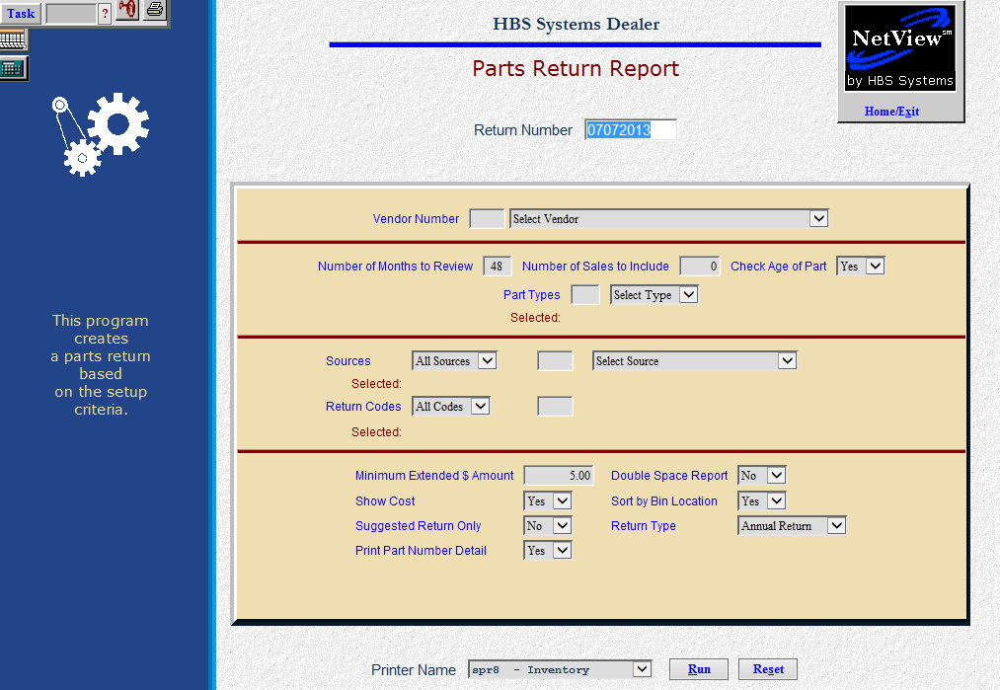 Task ?
HBS Systems Dealer
Parts Return Report
NetView SM
by HBS Systems
Home/Exit
Return Number 07072013
This program
creates
a parts return
based
on the setup
criteria.
Vendor Number Select Vendor
Number of Months to Review 48 Number of Sales to Include 0 Check Age of Part Yes
Part Types Select Type
Selected:
Sources All Sources Select Source
Selected:
Return Codes All Codes
Selected:
Minimum Extended $ Amount 5.00 Double Space Report No
Show Cost Yes Sort by Bin Location Yes
Suggested Return Only No Return Type Annual Return
Print Part Number Detail Yes
Printer Name spr8 - Inventory Run Reset